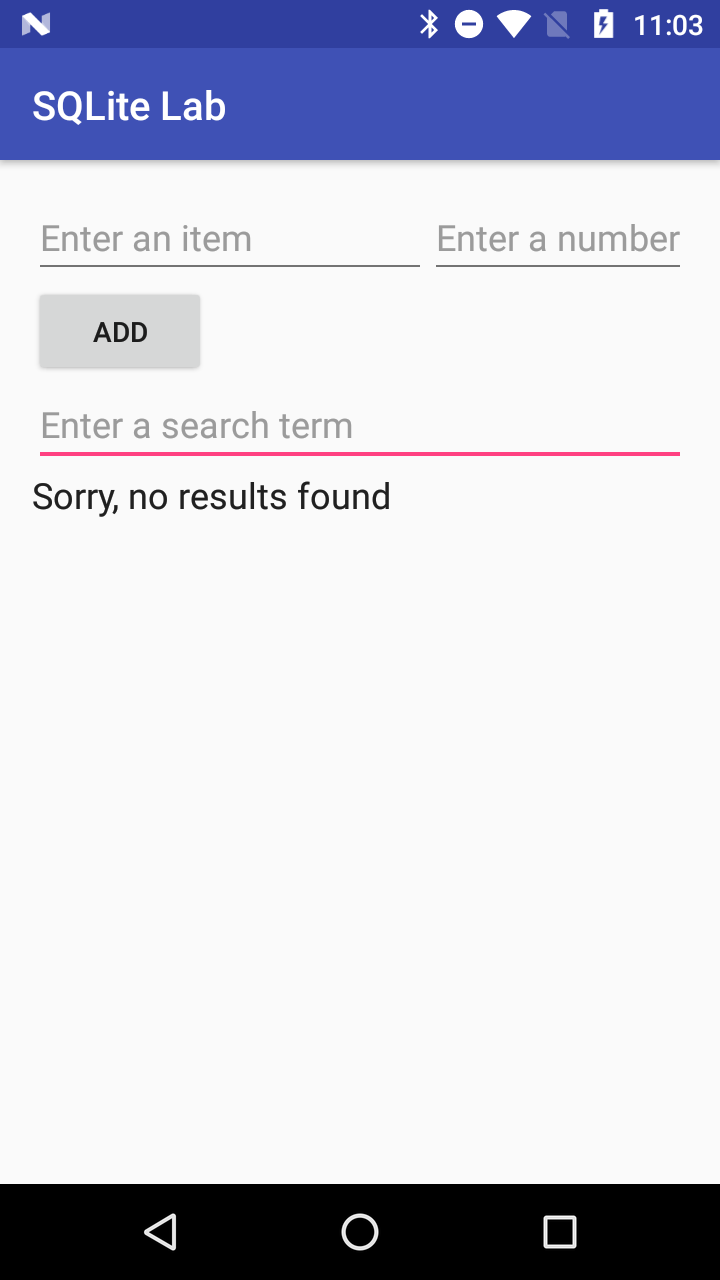 11:03
SQLite Lab
Enter an item Enter a number
ADD
Enter a search term
Sorry, no results found